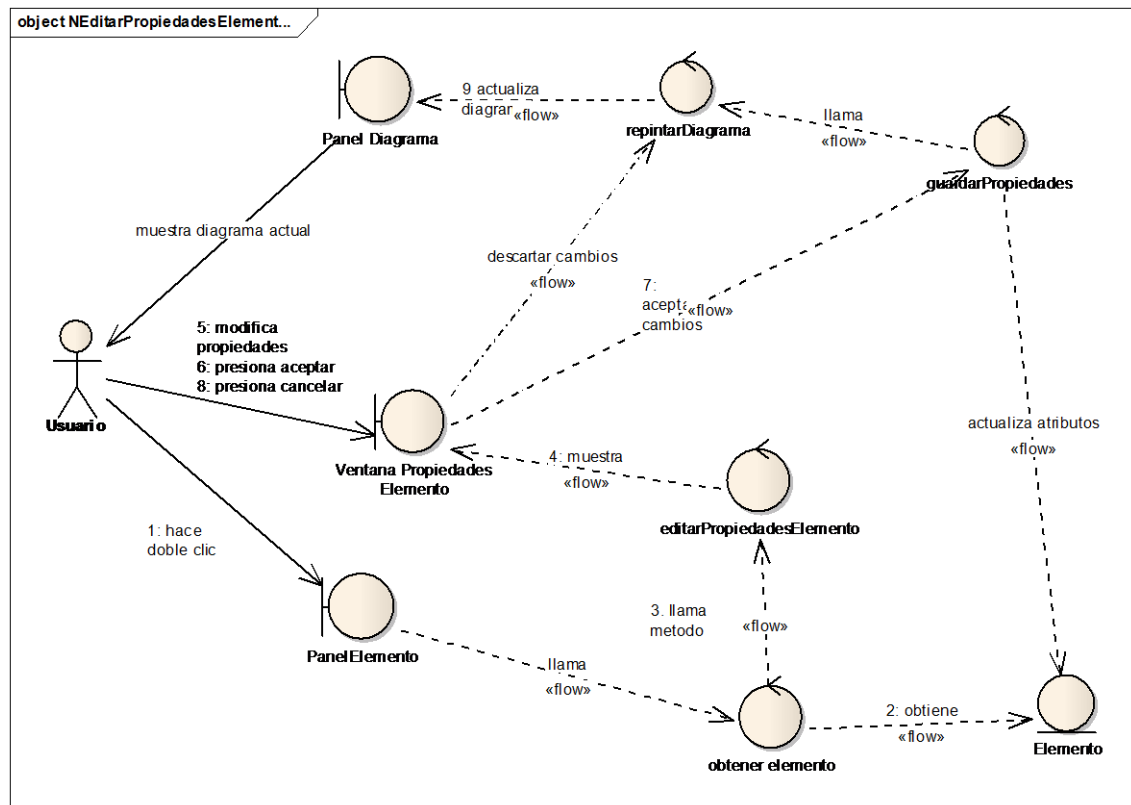 object NEditarPropiedadesElement...
9 actualiza
diagrar
«flow»
Panel Diagrama
repintarDiagrama
llama
«flow»
guardarPropiedades
muestra diagrama actual
descartar cambios
«flow»
7:
acepta
«flow»
cambios
5: modifica
propiedades
6: presiona aceptar
8: presiona cancelar
Usuario
Ventana Propiedades
Elemento
4: muestra
«flow»
actualiza atributos
«flow»
editarPropiedadesElemento
1: hace
doble clic
3. llama
metodo
«flow»
PanelElemento
llama
«flow»
obtener elemento
2: obtiene
«flow»
Elemento